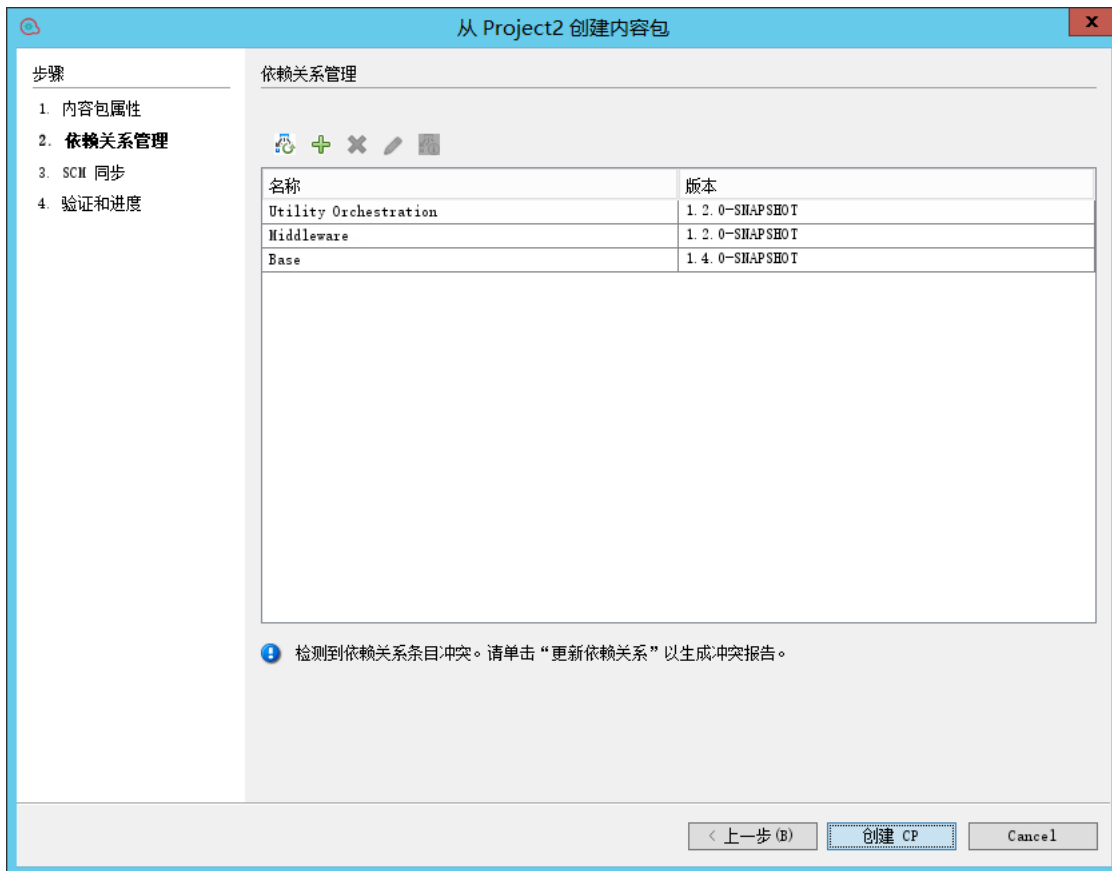 从 Project2 创建内容包
步骤
1. 内容包属性
2. 依赖关系管理
3. SCM 同步
4. 验证和进度
依赖关系管理
名称 版本
Utility Orchestration 1.2.0-SNAPSHOT
Middleware 1.2.0-SNAPSHOT
Base 1.4.0-SNAPSHOT
检测到依赖关系条目冲突。请单击“更新依赖关系”以生成冲突报告。
< 上一步(B) 创建 CP Cancel